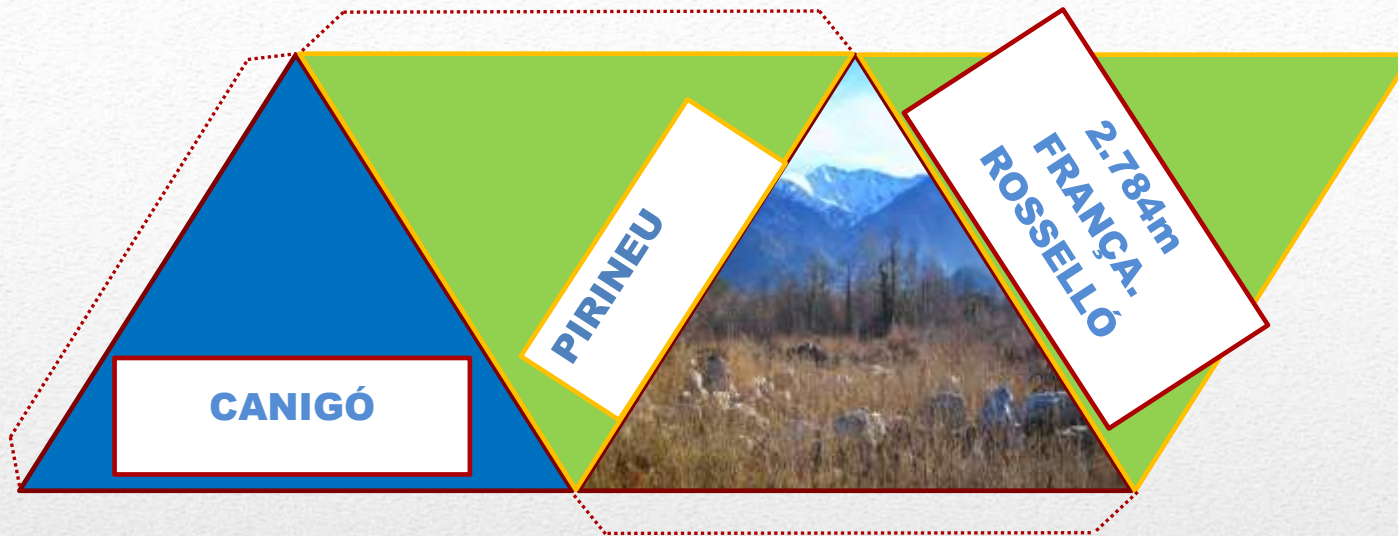 CANIGÓ
PIRINEU
2.784m
FRANÇA.
ROSSELLÓ